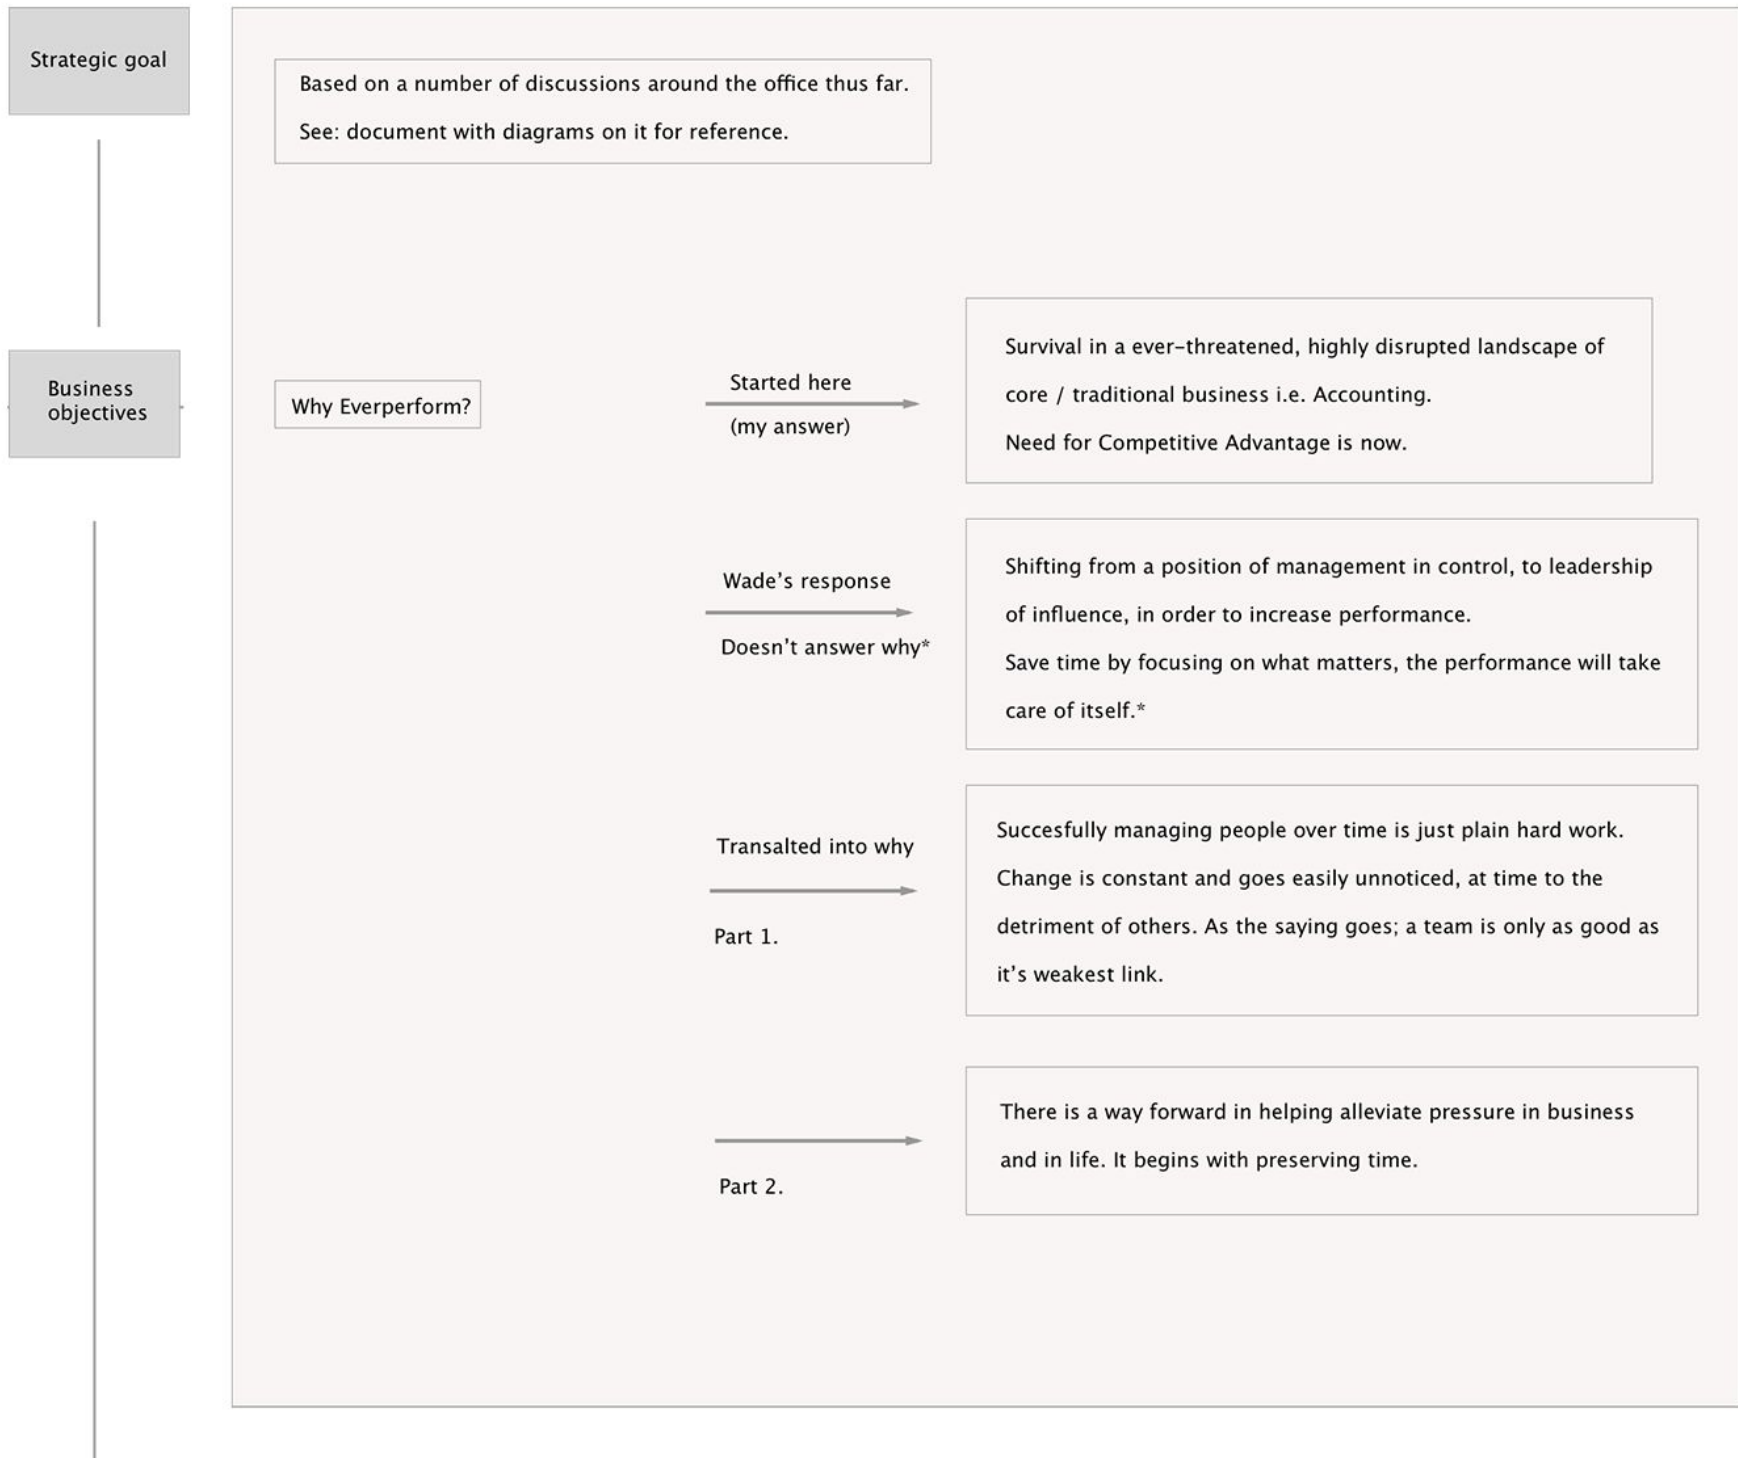 Strategic goal
Based on a number of discussions around the office thus far.
See: document with diagrams on it for reference.
Business
objectives
Why Everperform?
Started here
(my answer)
Survival in a ever-threatened, highly disrupted landscape of
core / traditional business i.e. Accounting.
Need for Competitive Advantage is now.
Wade's response
Doesn't answer why*
Shifting from a position of management in control, to leadership
of influence, in order to increase performance.
Save time by focusing on what matters, the performance will take
care of itself.*
Transalted into why
Part 1.
Succesfully managing people over time is just plain hard work.
Change is constant and goes easily unnoticed, at time to the
detriment of others. As the saying goes; a team is only as good as
it's weakest link.
Part 2.
There is a way forward in helping alleviate pressure in business
and in life. It begins with preserving time.